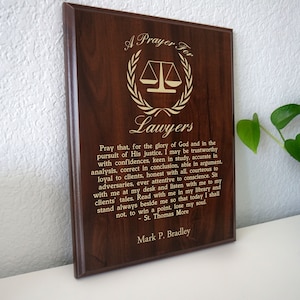 A Prayer For
Lawyers
Pray that, for the glory of God and in the
pursuit of His justice, I may be trustworthy
with confidences, keen in study, accurate in
analysis, correct in conclusion, able in argument,
loyal to clients, honest with all, courteous to
adversaries, ever attentive to conscience. Sit
with me at my desk and listen with me to my
clients' tales. Read with me in my library and
stand always beside me so that today I shall
not, to win a point, lose my soul.
- St. Thomas More
Mark P. Bradley